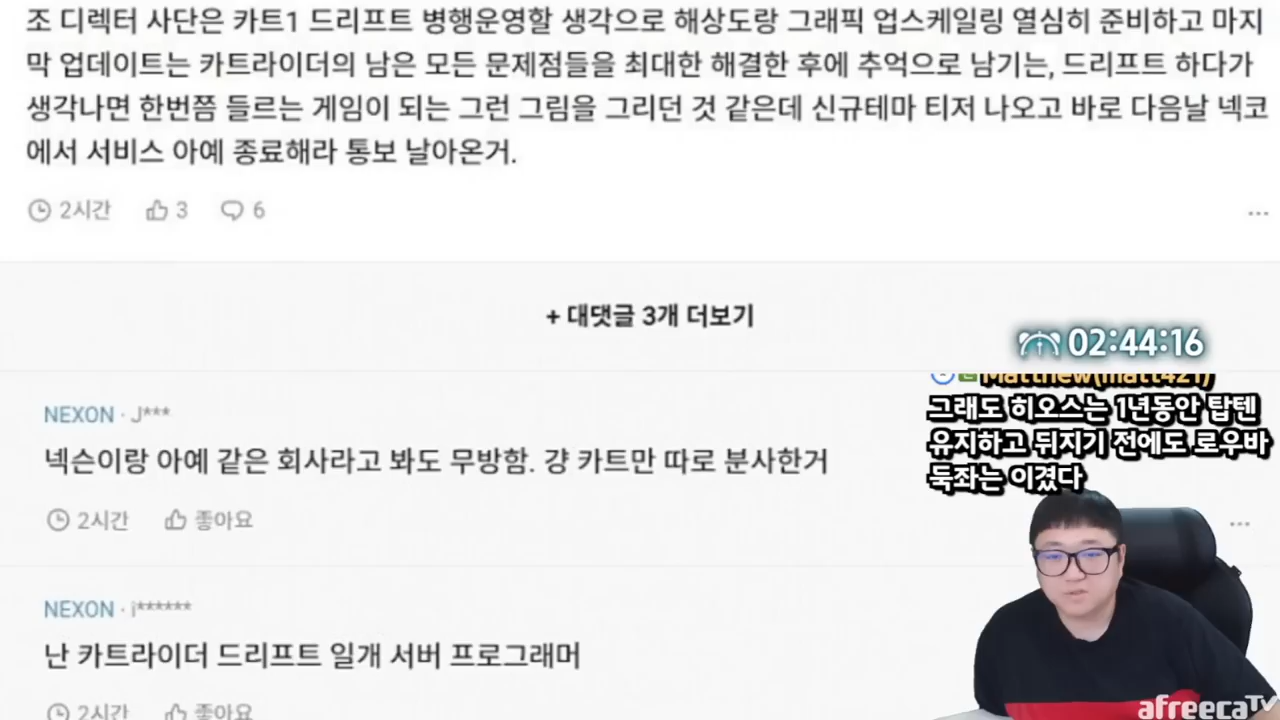 조 디렉터 사단은 카트1 드리프트 병행운영할 생각으로 해상도랑 그래픽 업스케일링 열심히 준비하고 마지
막 업데이트는 카트라이더의 남은 모든 문제점들을 최대한 해결한 후에 추억으로 남기는, 드리프트 하다가
생각나면 한번쯤 들르는 게임이 되는 그런 그림을 그리던 것 같은데 신규테마 티저 나오고 바로 다음날 넥코
에서 서비스 아예 종료해라 통보 날아온거.
2시간 3 6
+ 대댓글 3개 더보기
02:44:16
Matthew(matt421)
그래도 히오스는 1년동안 탑텐
유지하고 뒤지기 전에도 로우바
둑좌는 이겼다
NEXON · J***
넥슨이랑 아예 같은 회사라고 봐도 무방함. 걍 카트만 따로 분사한거
2시간 좋아요
NEXON · i******
난 카트라이더 드리프트 일개 서버 프로그래머
2시간 좋아요
afreecaTV